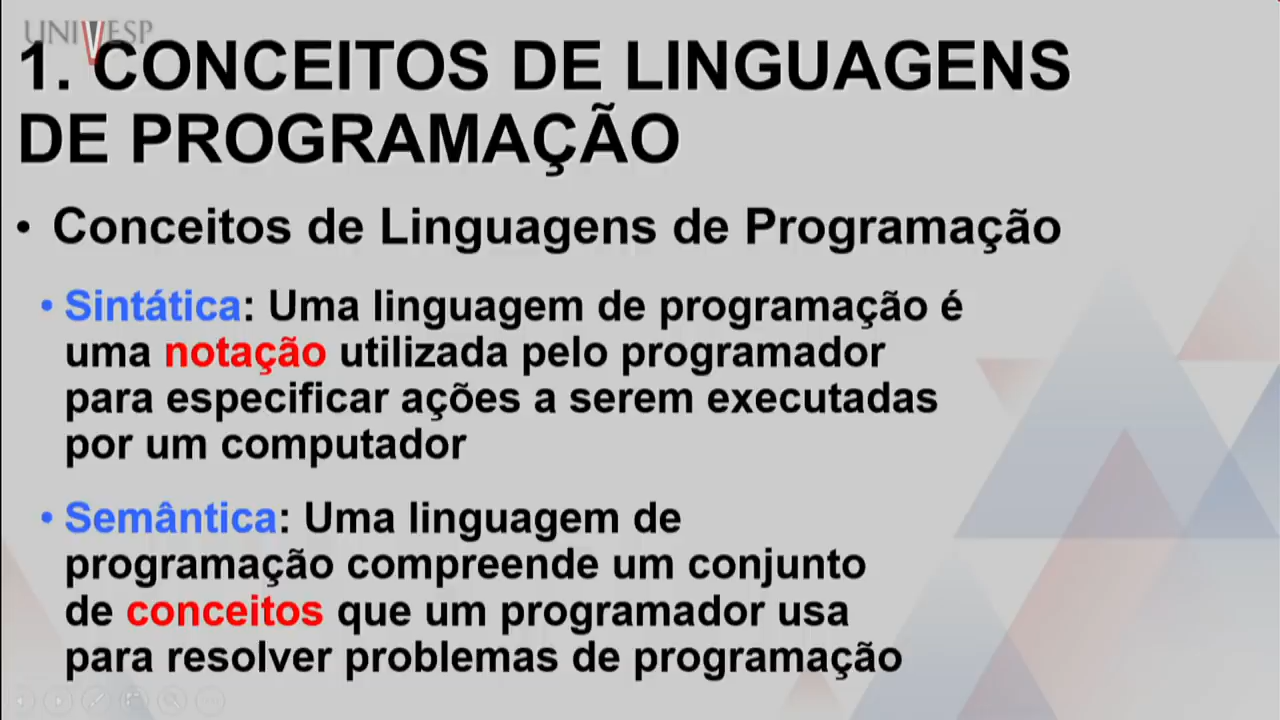 UNIVESP
1. CONCEITOS DE LINGUAGENS
DE PROGRAMAÇÃO
• Conceitos de Linguagens de Programação
• Sintática: Uma linguagem de programação é
uma notação utilizada pelo programador
para especificar ações a serem executadas
por um computador
• Semântica: Uma linguagem de
programação compreende um conjunto
de conceitos que um programador usa
para resolver problemas de programação